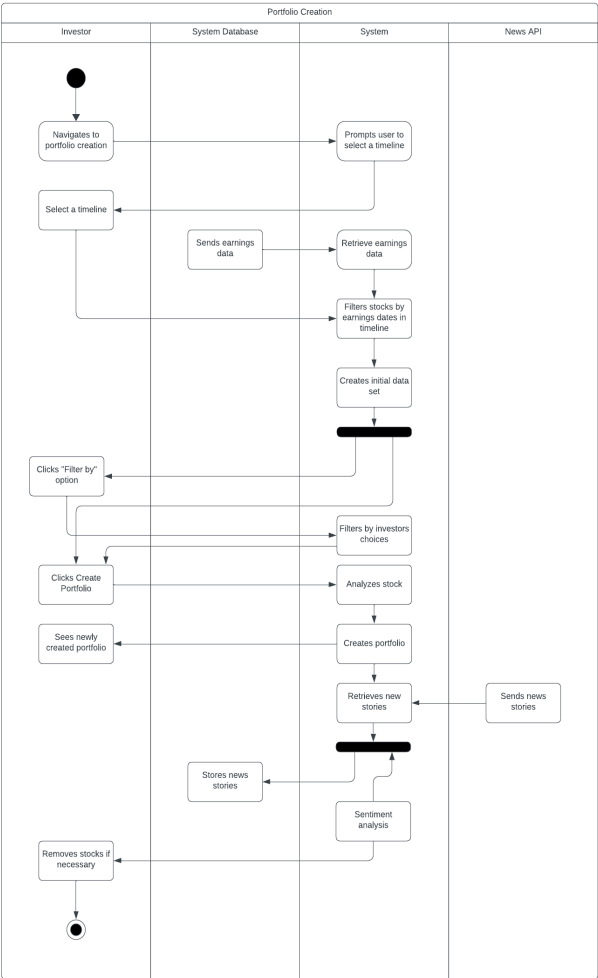 Portfolio Creation
Investor
System Database
System
News API
Navigates to
portfolio creation
Prompts user to
select a timeline
Select a timeline
Sends earnings
data
Retrieve earnings
data
Filters stocks by
earnings dates in
timeline
Creates initial data
set
Clicks "Filter by"
option
Filters by investors
choices
Clicks Create
Portfolio
Analyzes stock
Sees newly
created portfolio
Creates portfolio
Retrieves new
stories
Sends news
stories
Stores news
stories
Sentiment
analysis
Removes stocks if
necessary